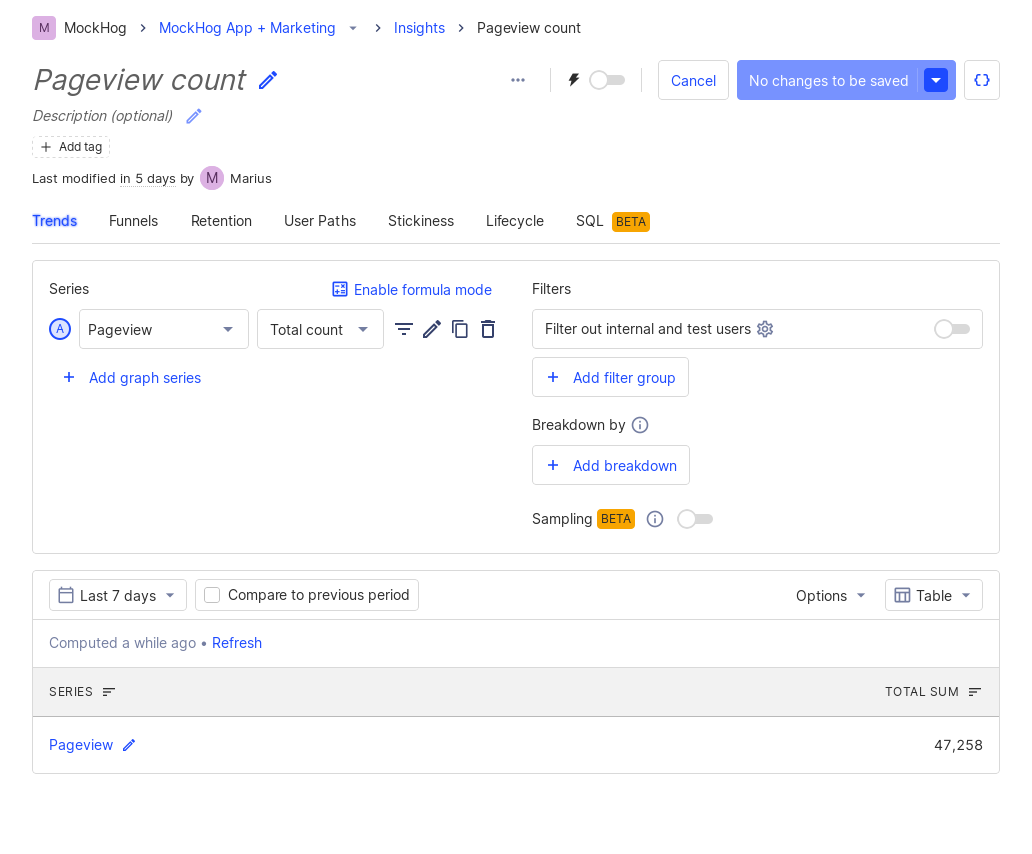 M MockHog MockHog App + Marketing Insights Pageview count
Pageview count
Cancel No changes to be saved
Description (optional)
Add tag
Last modified in 5 days by M Marius
Trends Funnels Retention User Paths Stickiness Lifecycle SQL BETA
Series Enable formula mode
A Pageview Total count
Add graph series
Filters
Filter out internal and test users
Add filter group
Breakdown by
Add breakdown
Sampling BETA
Last 7 days Compare to previous period Options Table
Computed a while ago • Refresh
SERIES TOTAL SUM
Pageview 47,258